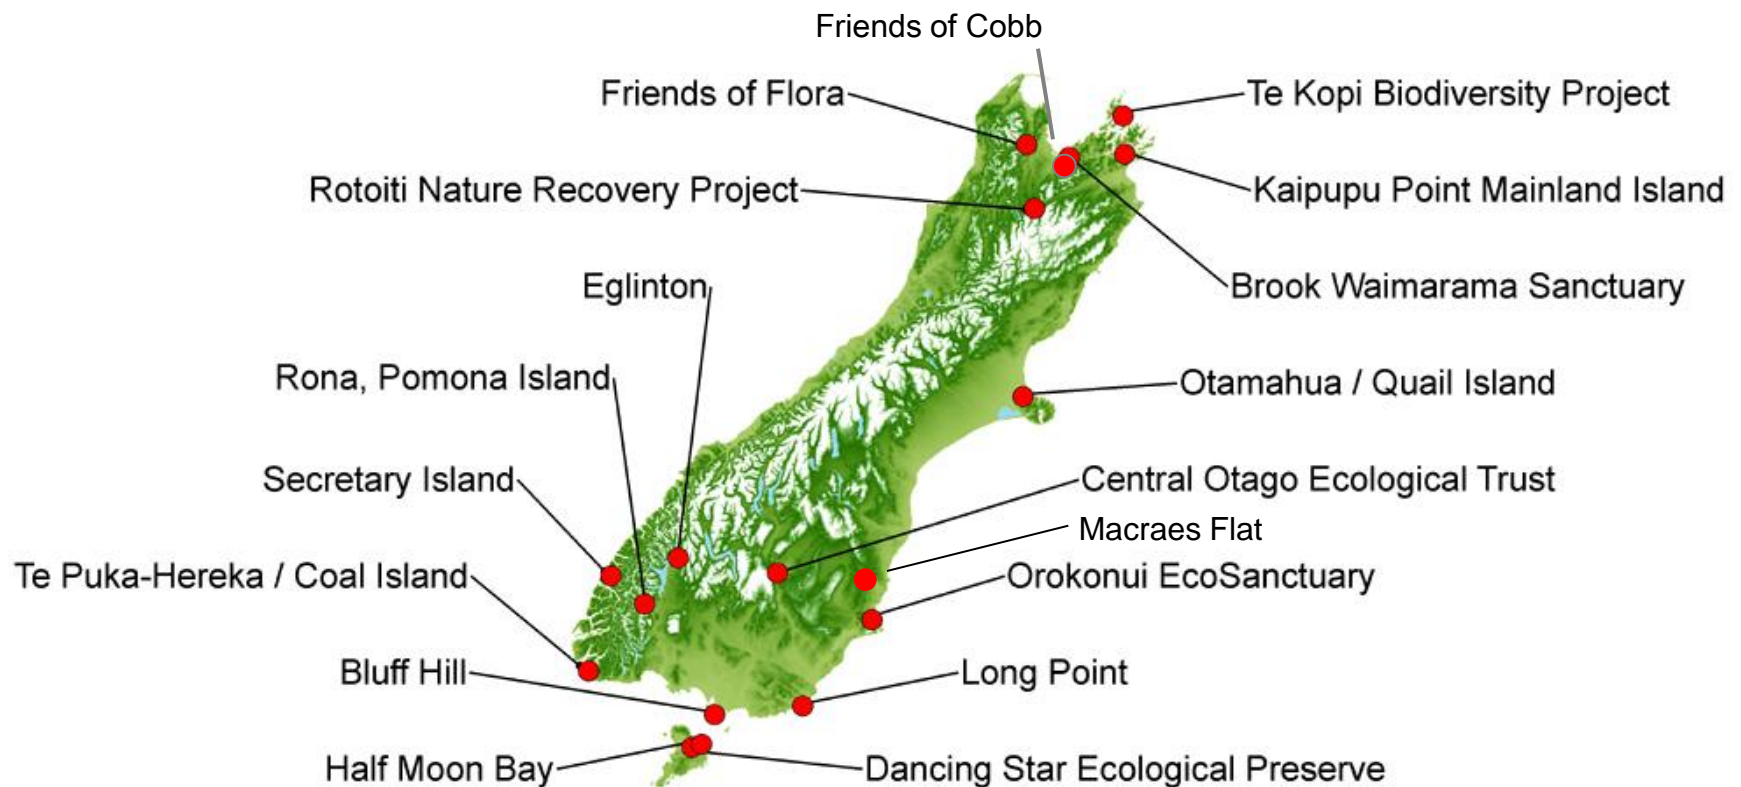 Friends of Cobb
Friends of Flora
Te Kopi Biodiversity Project
Rotoiti Nature Recovery Project
Kaipupu Point Mainland Island
Eglinton
Brook Waimarama Sanctuary
Rona, Pomona Island
Otamahua / Quail Island
Secretary Island
Central Otago Ecological Trust
Macraes Flat
Te Puka-Hereka / Coal Island
Orokonui EcoSanctuary
Bluff Hill
Long Point
Half Moon Bay
Dancing Star Ecological Preserve